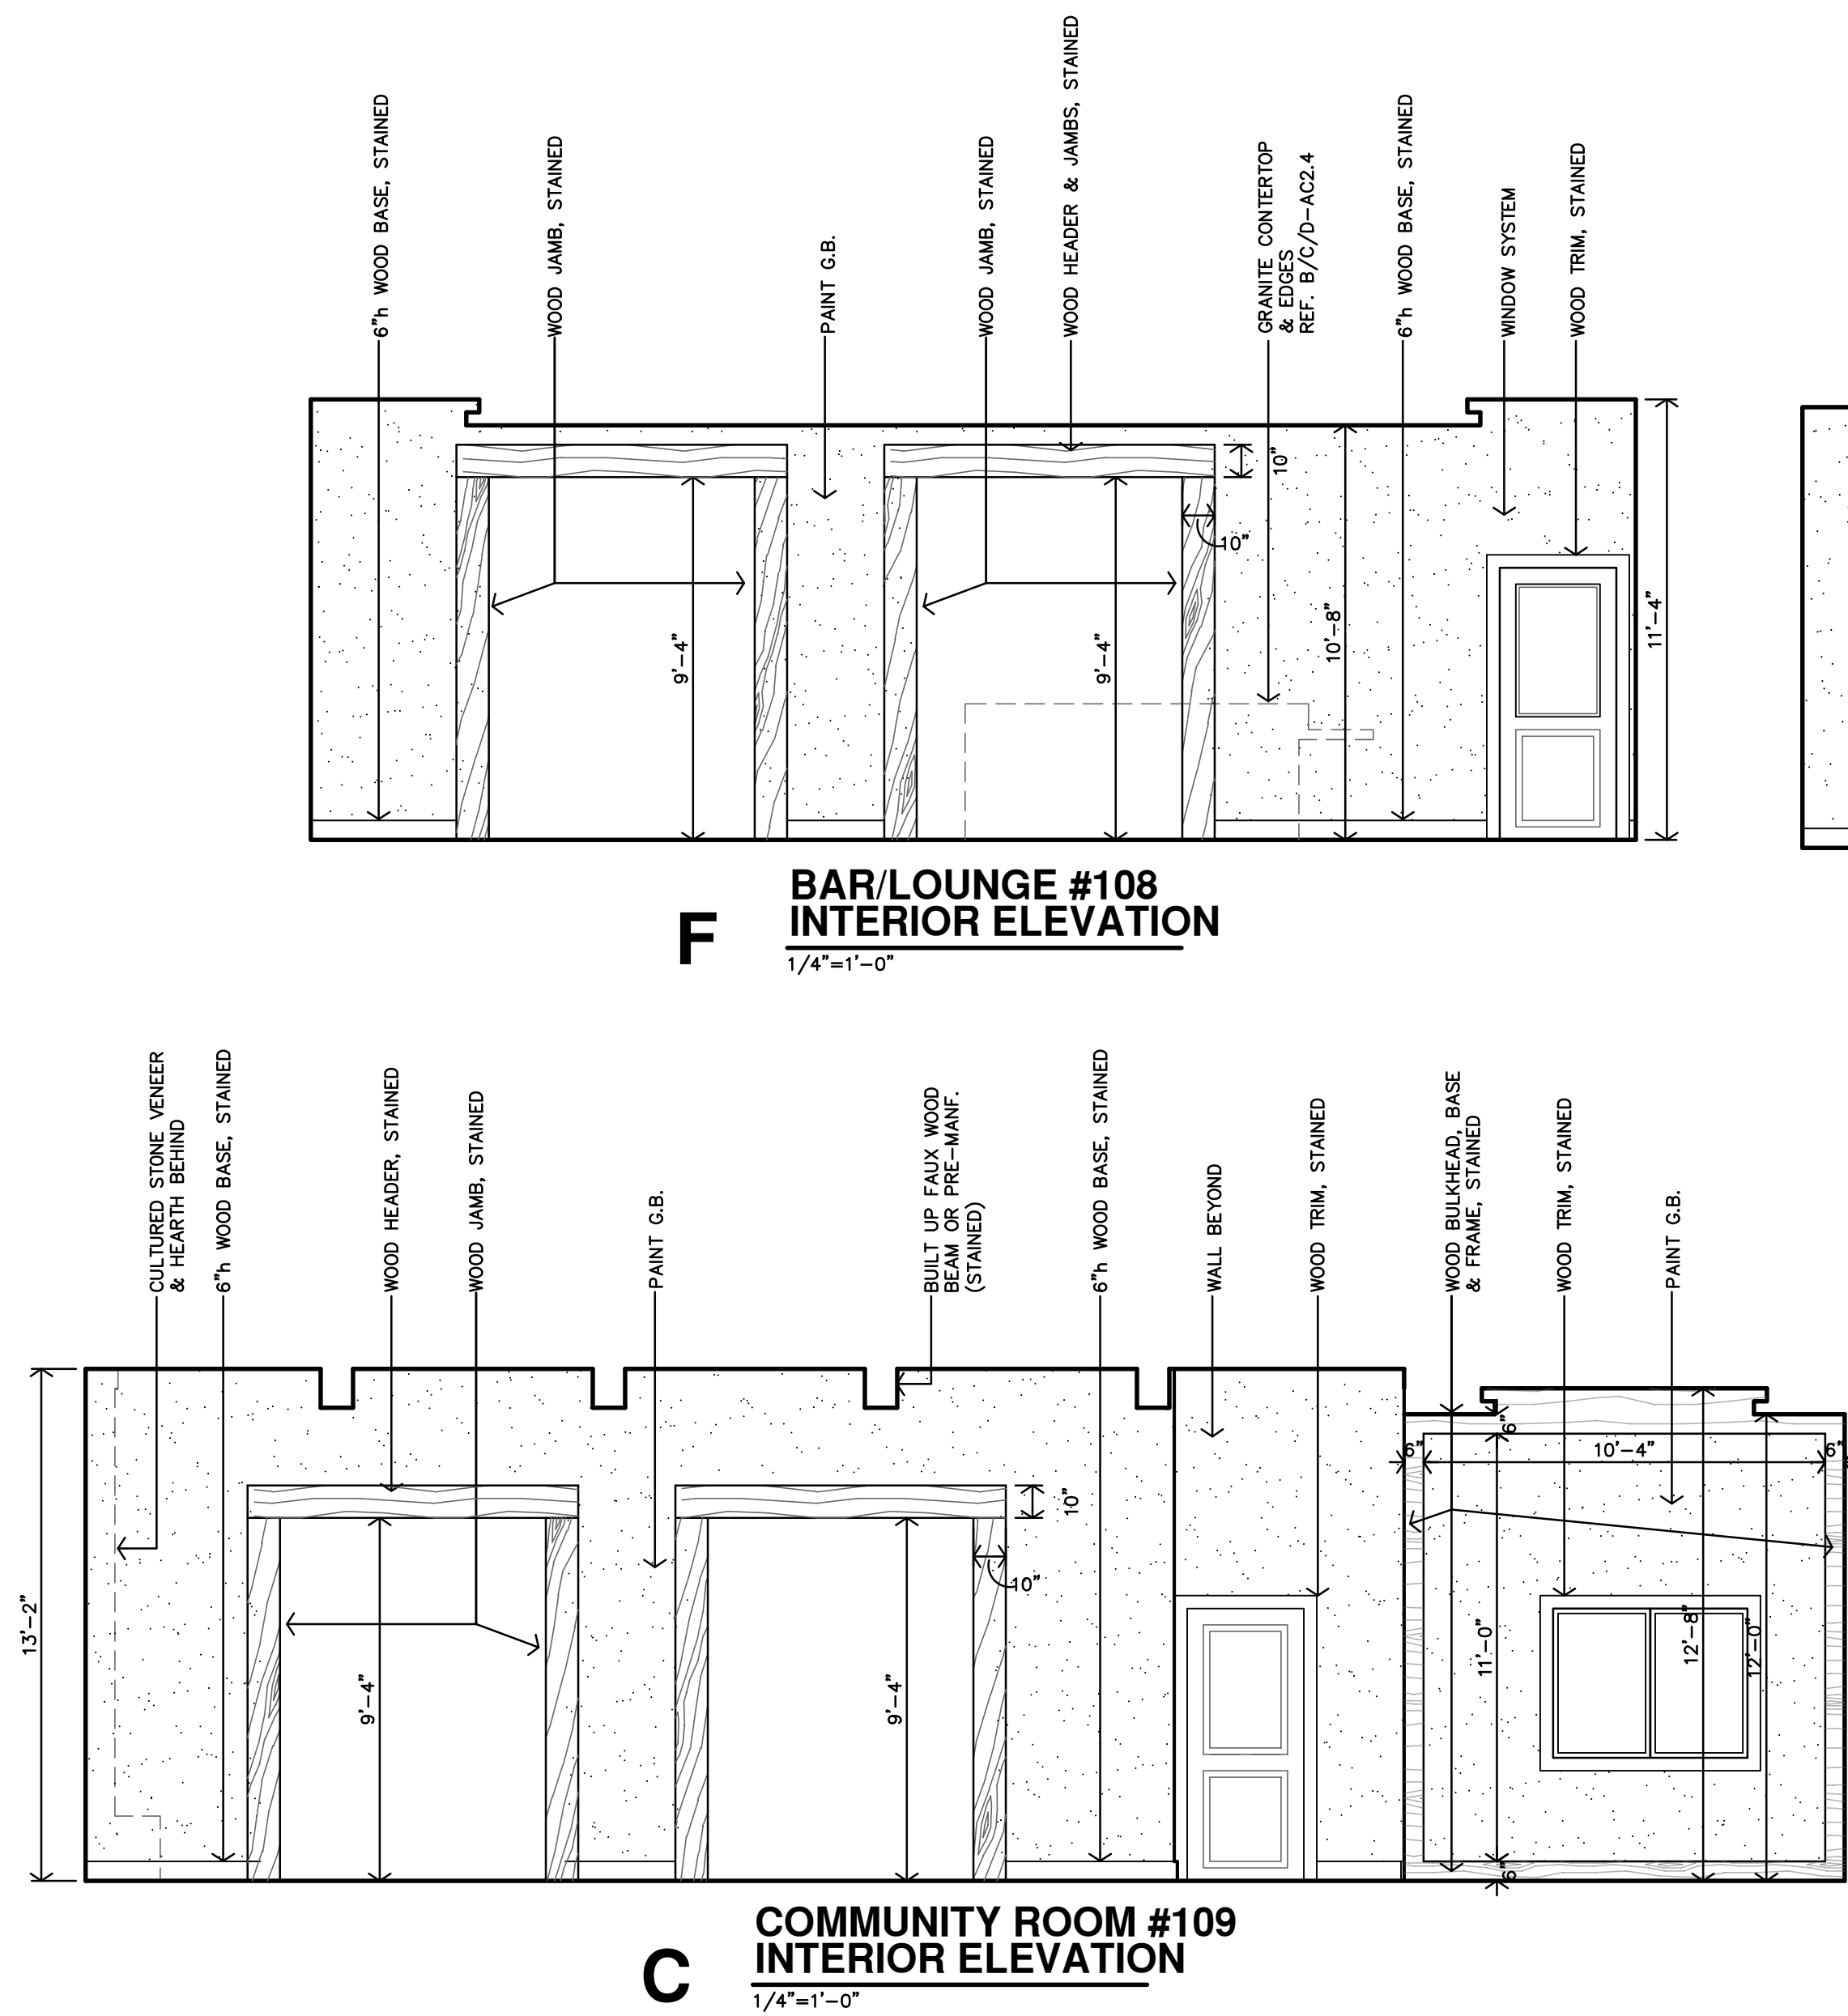 6"h WOOD BASE, STAINED
WOOD JAMB, STAINED
PAINT G.B.
WOOD JAMB, STAINED
WOOD HEADER & JAMBS, STAINED
GRANITE CONTERTOP
& EDGES
REF. B/C/D-AC2.4
6"h WOOD BASE, STAINED
WINDOW SYSTEM
WOOD TRIM, STAINED
10"
10"
9'-4"
9'-4"
10'-8"
11'-4"
F
BAR/LOUNGE #108
INTERIOR ELEVATION
1/4"=1'-0"
CULTURED STONE VENEER
& HEARTH BEHIND
6"h WOOD BASE, STAINED
WOOD HEADER, STAINED
WOOD JAMB, STAINED
PAINT G.B.
BUILT UP FAUX WOOD
BEAM OR PRE-MANF.
(STAINED)
6"h WOOD BASE, STAINED
WALL BEYOND
WOOD TRIM, STAINED
WOOD BULKHEAD, BASE
& FRAME, STAINED
WOOD TRIM, STAINED
PAINT G.B.
6"
6"
10'-4"
6"
10"
10"
13'-2"
9'-4"
9'-4"
11'-0"
12'-8"
12'-0"
6"
C
COMMUNITY ROOM #109
INTERIOR ELEVATION
1/4"=1'-0"